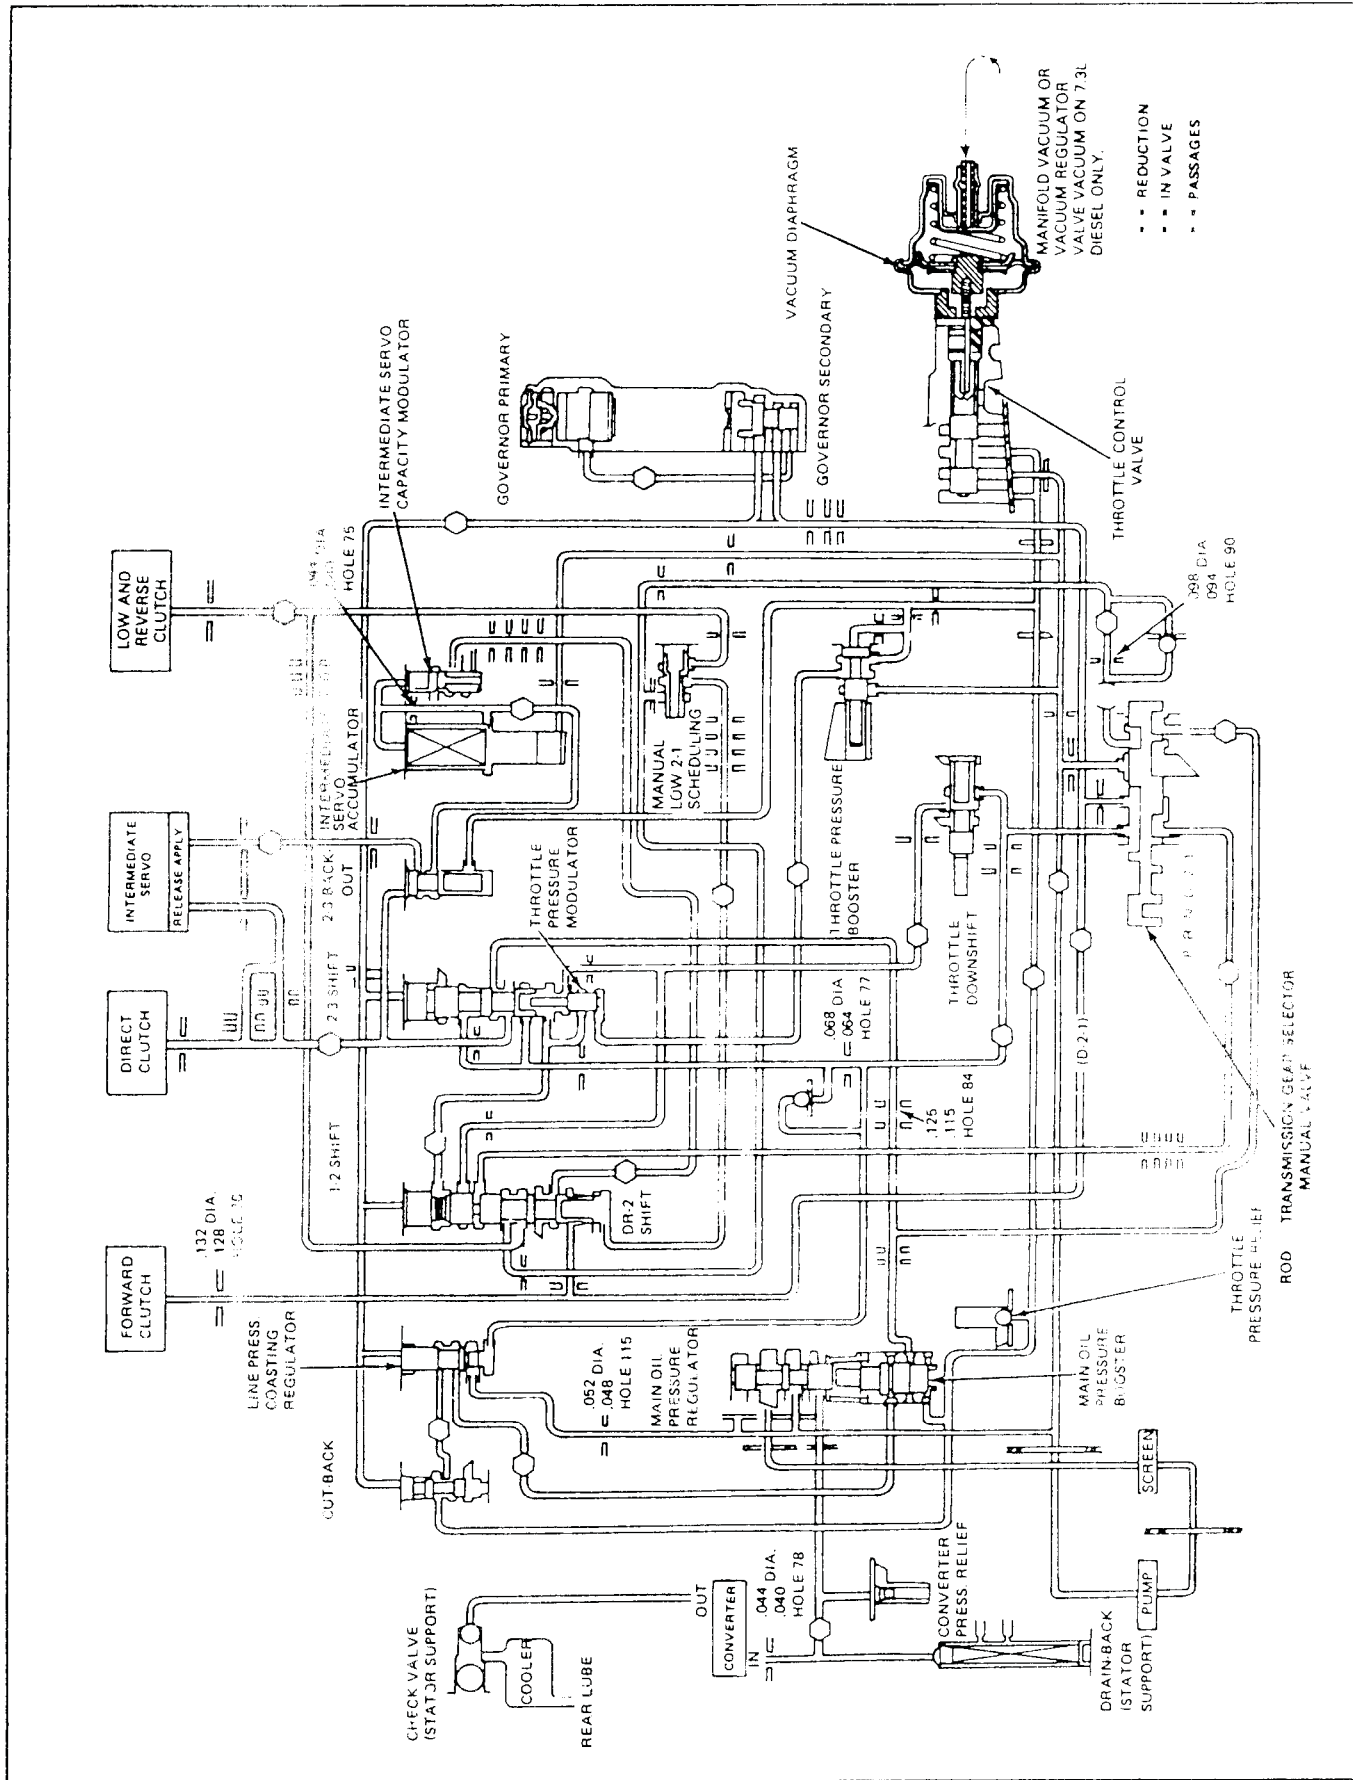 LOW AND
REVERSE
CLUTCH
INTERMEDIATE
SERVO
RELEASE APPLY
DIRECT
CLUTCH
FORWARD
CLUTCH
.132 DIA.
.128
INTERMEDIATE SERVO
CAPACITY MODULATOR
DIA
HOLE 75
SERVO
ACCUMULATOR
2-3 BACK-
OUT
2-3 SHIFT
1-2 SHIFT
LINE PRESS.
COASTING
REGULATOR
CUT-BACK
CHECK VALVE
(STATOR SUPPORT)
COOLER
REAR LUBE
GOVERNOR PRIMARY
GOVERNOR SECONDARY
MANUAL
LOW 2-1
SCHEDULING
THROTTLE
PRESSURE
MODULATOR
DR-2
SHIFT
.052 DIA.
.048
HOLE 115
MAIN OIL
PRESSURE
REGULATOR
OUT
CONVERTER
IN
.044 DIA.
.040
HOLE 78
VACUUM DIAPHRAGM
THROTTLE PRESSURE
BOOSTER
THROTTLE
DOWNSHIFT
.068 DIA
.064
HOLE 77
.125
.115
HOLE 84
CONVERTER
PRESS. RELIEF
DRAIN-BACK
(STATOR
SUPPORT)
MANIFOLD VACUUM OR
VACUUM REGULATOR
VALVE VACUUM ON 7.3L
DIESEL ONLY.
REDUCTION
IN VALVE
PASSAGES
THROTTLE CONTROL
VALVE
.098 DIA
.094
HOLE 90
P R N D 2 1
(D-2-1)
ROD TRANSMISSION GEAR SELECTOR
MANUAL VALVE
THROTTLE
PRESSURE RELIEF
MAIN OIL
PRESSURE
BOOSTER
SCREEN
PUMP